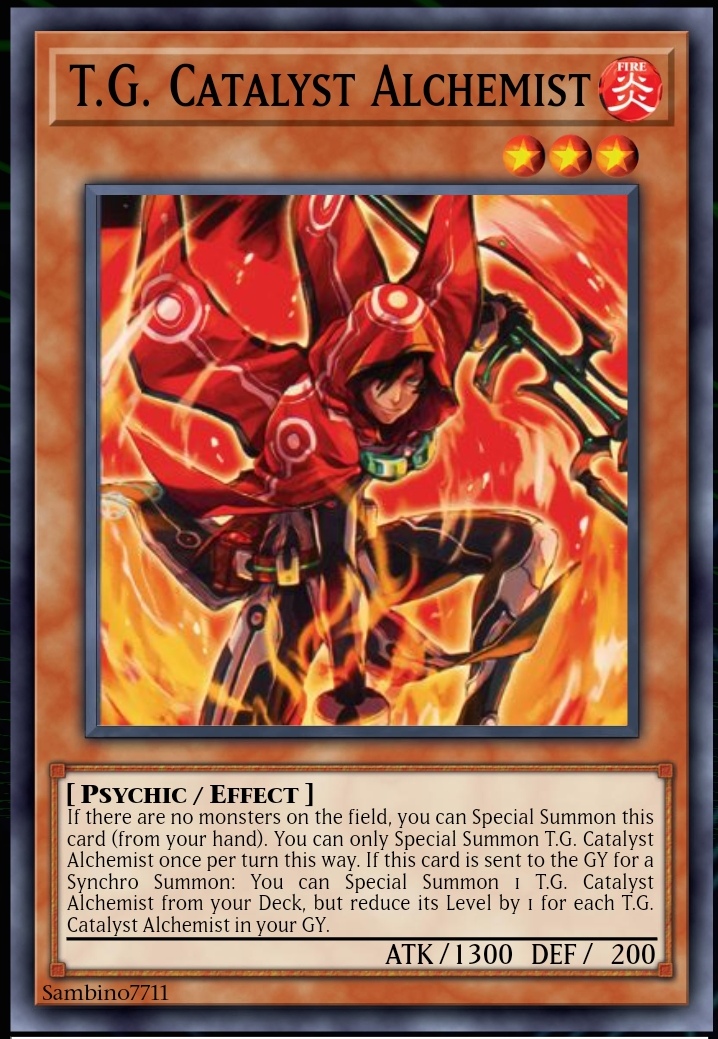 T.G. Catalyst Alchemist
FIRE
炎
[ Psychic / Effect ]
If there are no monsters on the field, you can Special Summon this
card (from your hand). You can only Special Summon T.G. Catalyst
Alchemist once per turn this way. If this card is sent to the GY for a
Synchro Summon: You can Special Summon 1 T.G. Catalyst
Alchemist from your Deck, but reduce its Level by 1 for each T.G.
Catalyst Alchemist in your GY.
ATK / 1300 DEF / 200
Sambino7711